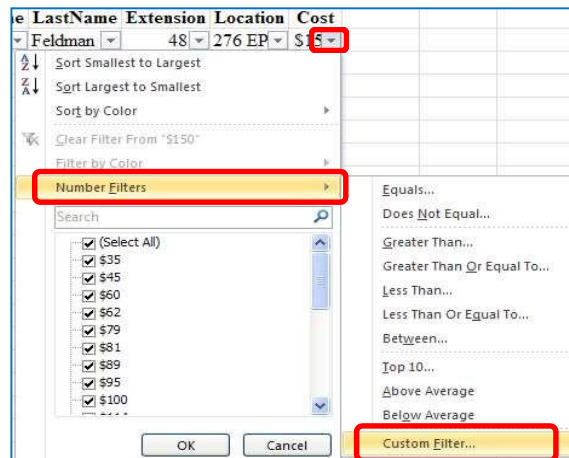 e LastName Extension Location Cost
Feldman 48 276 EP $15
Sort Smallest to Largest
Sort Largest to Smallest
Sort by Color
Clear Filter From "$150"
Filter by Color
Number Filters
Search
(Select All)
$35
$45
$60
$62
$79
$81
$89
$95
$100
OK Cancel
Equals...
Does Not Equal...
Greater Than...
Greater Than Or Equal To...
Less Than...
Less Than Or Equal To...
Between...
Top 10...
Above Average
Below Average
Custom Filter...